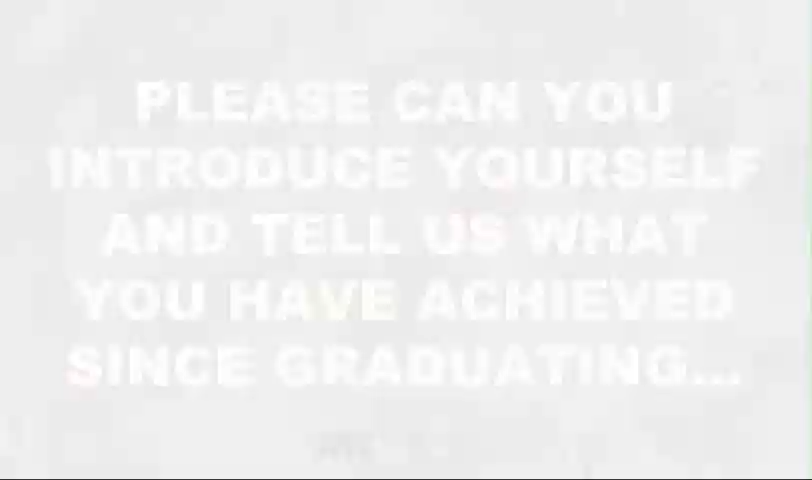 PLEASE CAN YOU
INTRODUCE YOURSELF
AND TELL US WHAT
YOU HAVE ACHIEVED
SINCE GRADUATING...